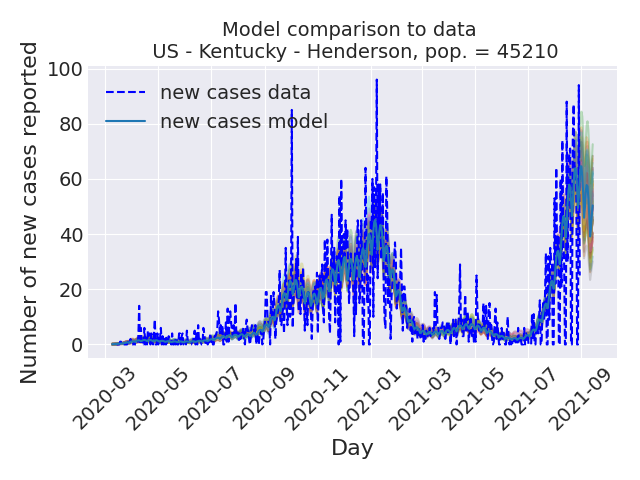 Model comparison to data
US - Kentucky - Henderson, pop. = 45210
Number of new cases reported
100
80
60
40
20
0
new cases data
new cases model
2020-03
2020-05
2020-07
2020-09
2020-11
2021-01
2021-03
2021-05
2021-07
2021-09
Day